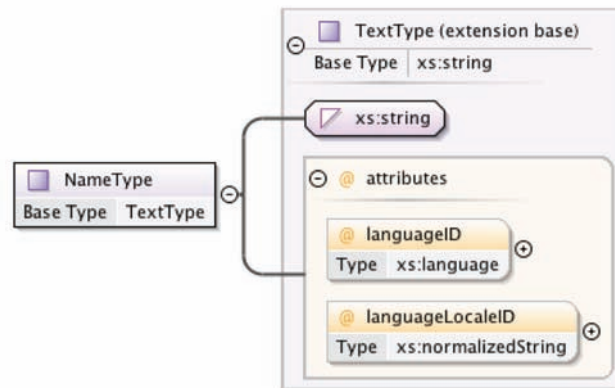 TextType (extension base)
Base Type xs:string
xs:string
NameType
Base Type TextType
@ attributes
@ languageID
Type xs:language
@ languageLocaleID
Type xs:normalizedString